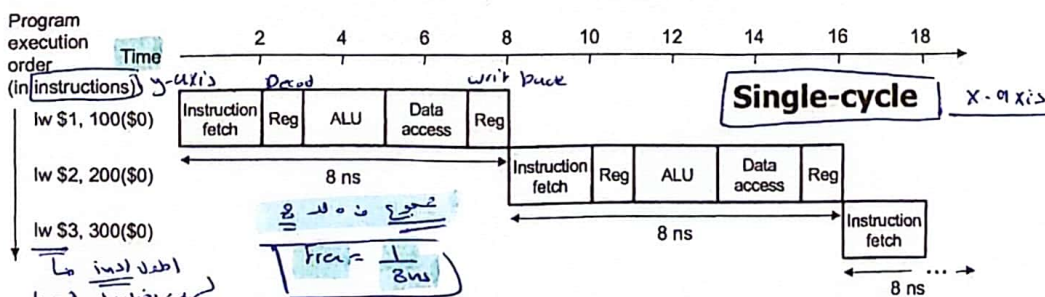 Program
execution
order
(in instructions)
Time
2 4 6 8 10 12 14 16 18
y-axis
Decod
writ back
Single-cycle
x-axis
lw $1, 100($0)
Instruction fetch Reg ALU Data access Reg
8 ns
lw $2, 200($0)
Instruction fetch Reg ALU Data access Reg
8 ns
lw $3, 300($0)
Instruction fetch
8 ns
...
مجموع
8
= 1
8ns